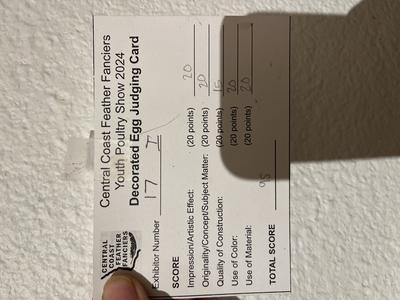 CENTRAL
COAST
FEATHER
FANCIERS
Central Coast Feather Fanciers
Youth Poultry Show 2024
Decorated Egg Judging Card
Exhibitor Number 17 I
SCORE
Impression/Artistic Effect: (20 points) 20
Originality/Concept/Subject Matter: (20 points) 20
Quality of Construction: (20 points) 15
Use of Color: (20 points) 20
Use of Material: (20 points) 20
TOTAL SCORE 95